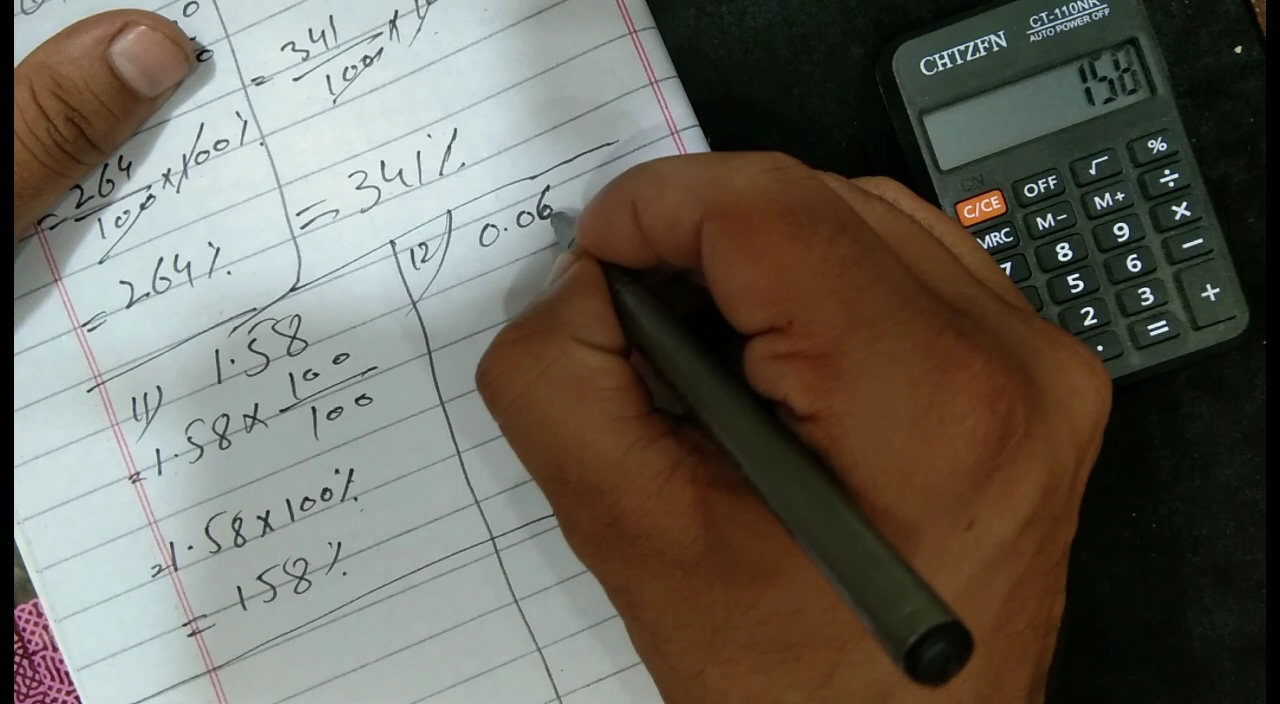 = 341/100 × 
= 341%
= 264/100 × 100%
= 264%
11) 1.58
= 1.58 × 100/100
= 1.58 × 100%
= 158%
12) 0.06
CHTZFN
CT-110NR
AUTO POWER OFF
158
CN
C/CE OFF √ %
MRC M- M+ ÷
7 8 9 ×
5 6 -
2 3 +
. =